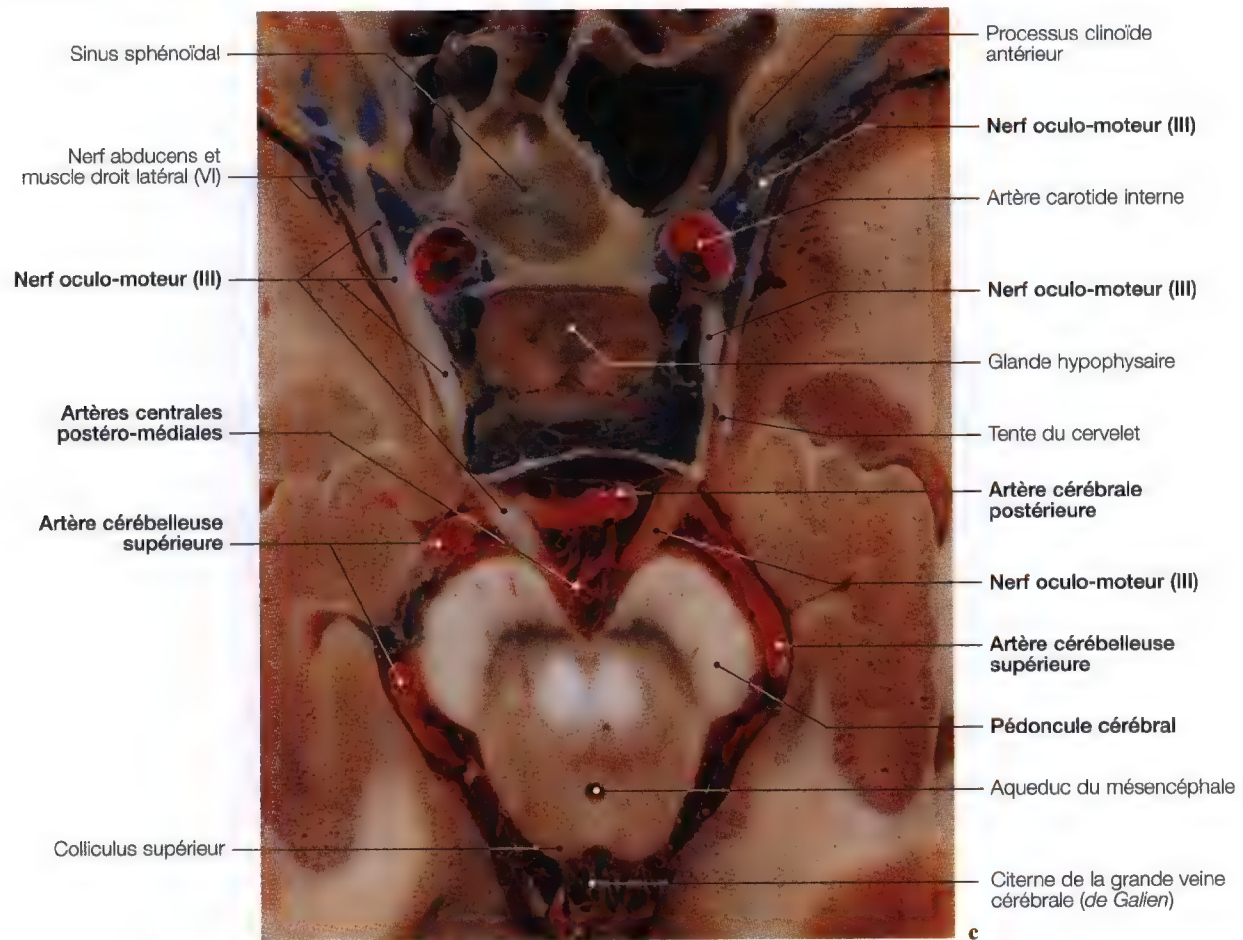 Sinus sphénoïdal
Nerf abducens et
muscle droit latéral (VI)
Nerf oculo-moteur (III)
Artères centrales
postéro-médiales
Artère cérébelleuse
supérieure
Colliculus supérieur
Processus clinoïde
antérieur
Nerf oculo-moteur (III)
Artère carotide interne
Nerf oculo-moteur (III)
Glande hypophysaire
Tente du cervelet
Artère cérébrale
postérieure
Nerf oculo-moteur (III)
Artère cérébelleuse
supérieure
Pédoncule cérébral
Aqueduc du mésencéphale
Citerne de la grande veine
cérébrale (de Galien)
c